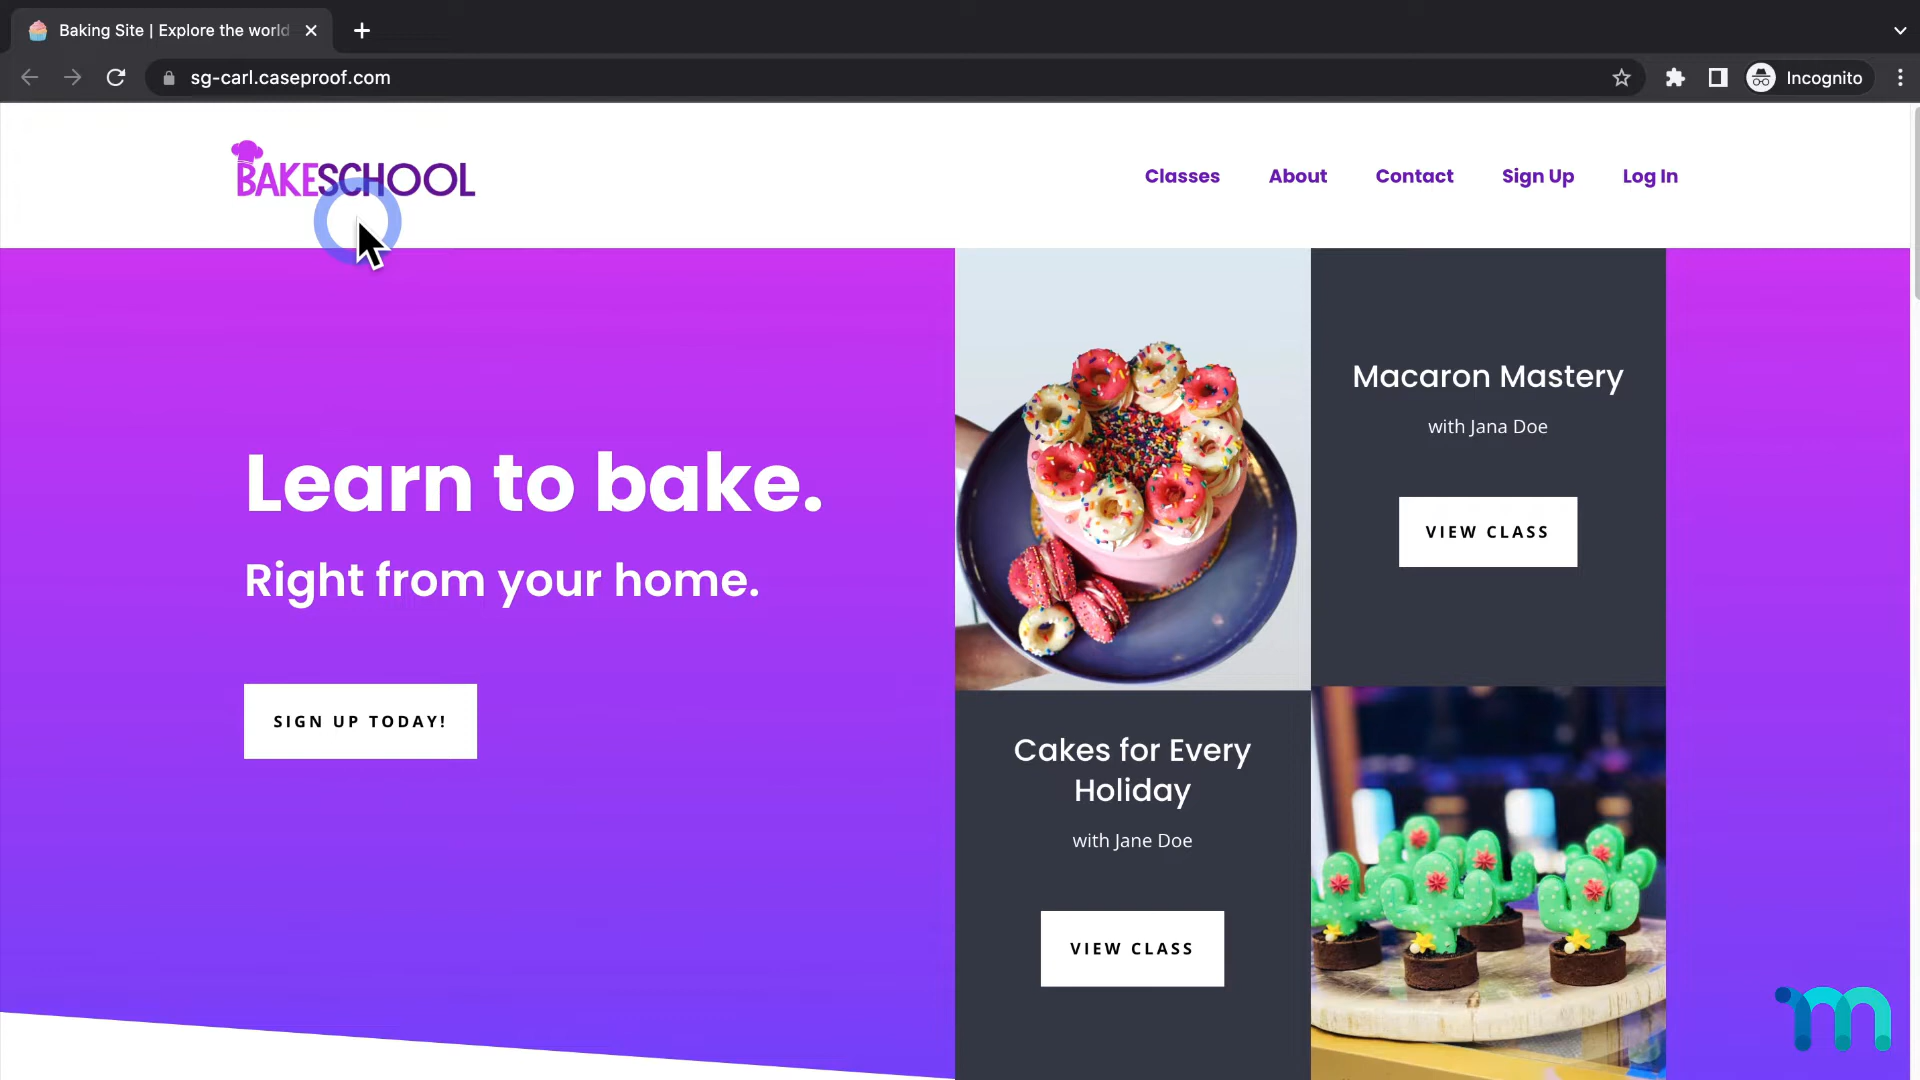 Baking Site | Explore the world
sg-carl.caseproof.com
Incognito
BAKESCHOOL
Classes
About
Contact
Sign Up
Log In
Learn to bake.
Right from your home.
SIGN UP TODAY!
Macaron Mastery
with Jana Doe
VIEW CLASS
Cakes for Every
Holiday
with Jane Doe
VIEW CLASS
m